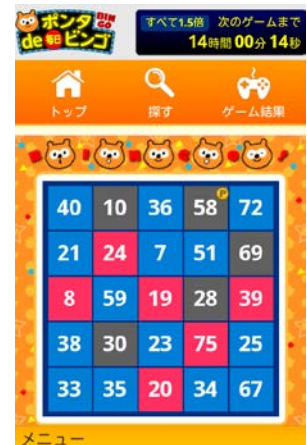 ポンタ BINGO
de 毎日 ビンゴ
すべて1.5倍 次のゲームまで
14時間 00分 14秒
トップ 探す ゲーム結果
40 10 36 58 P 72
21 24 7 51 69
8 59 19 28 39
38 30 23 75 25
33 35 20 34 67
メニュー